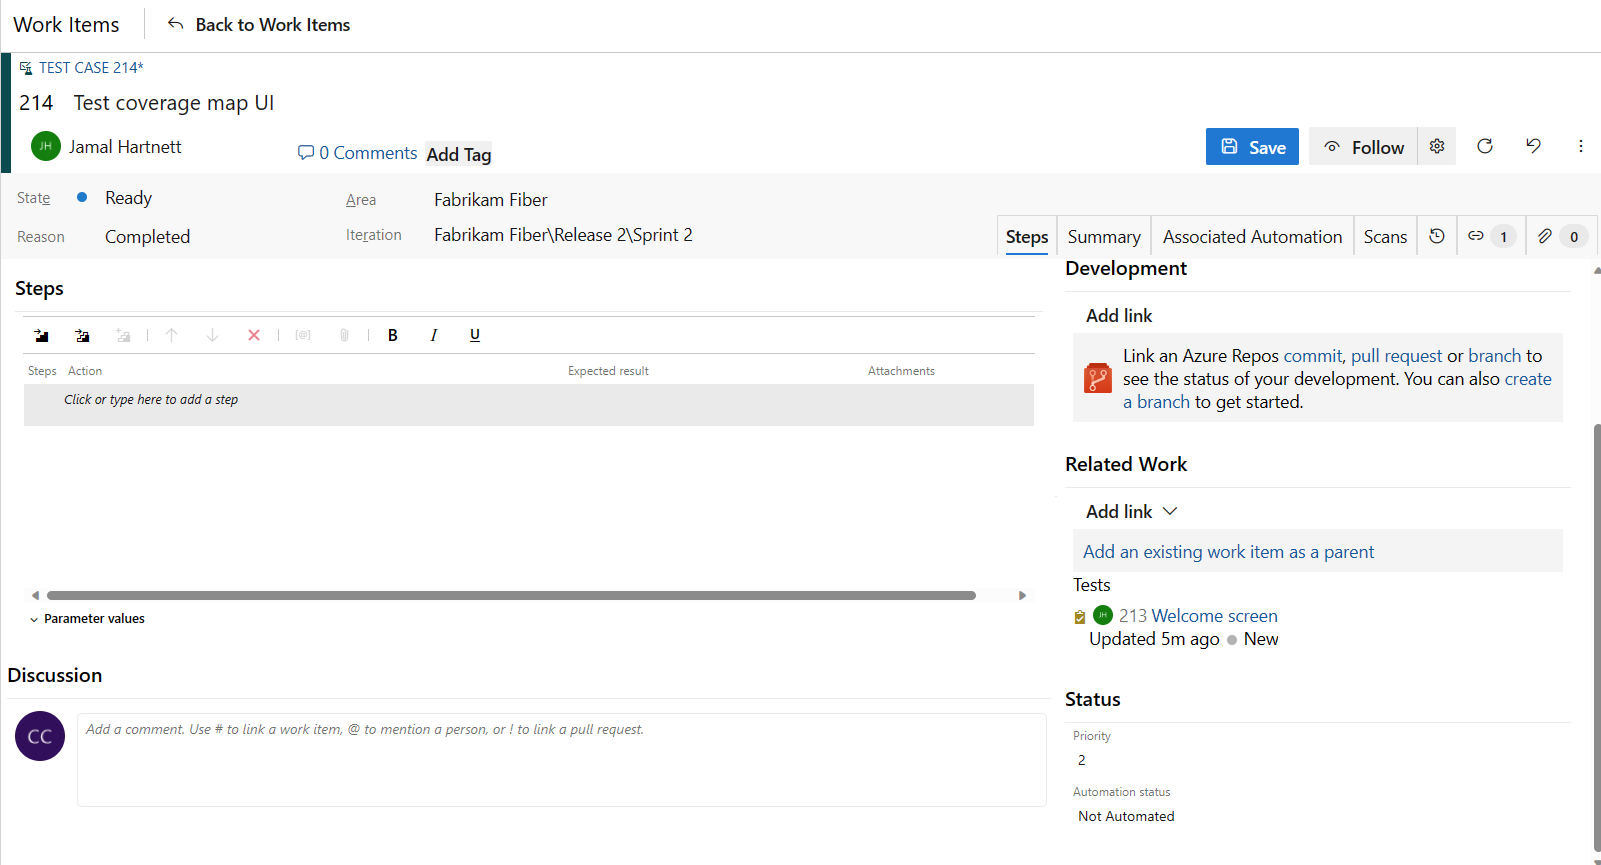 Work Items
Back to Work Items
TEST CASE 214*
214 Test coverage map UI
JH Jamal Hartnett
0 Comments
Add Tag
Save
Follow
State Ready
Area Fabrikam Fiber
Reason Completed
Iteration Fabrikam Fiber\Release 2\Sprint 2
Steps Summary Associated Automation Scans 1 0
Steps
B I U
Steps Action Expected result Attachments
Click or type here to add a step
Parameter values
Discussion
CC
Add a comment. Use # to link a work item, @ to mention a person, or ! to link a pull request.
Development
Add link
Link an Azure Repos commit, pull request or branch to
see the status of your development. You can also create
a branch to get started.
Related Work
Add link
Add an existing work item as a parent
Tests
JH 213 Welcome screen
Updated 5m ago New
Status
Priority
2
Automation status
Not Automated